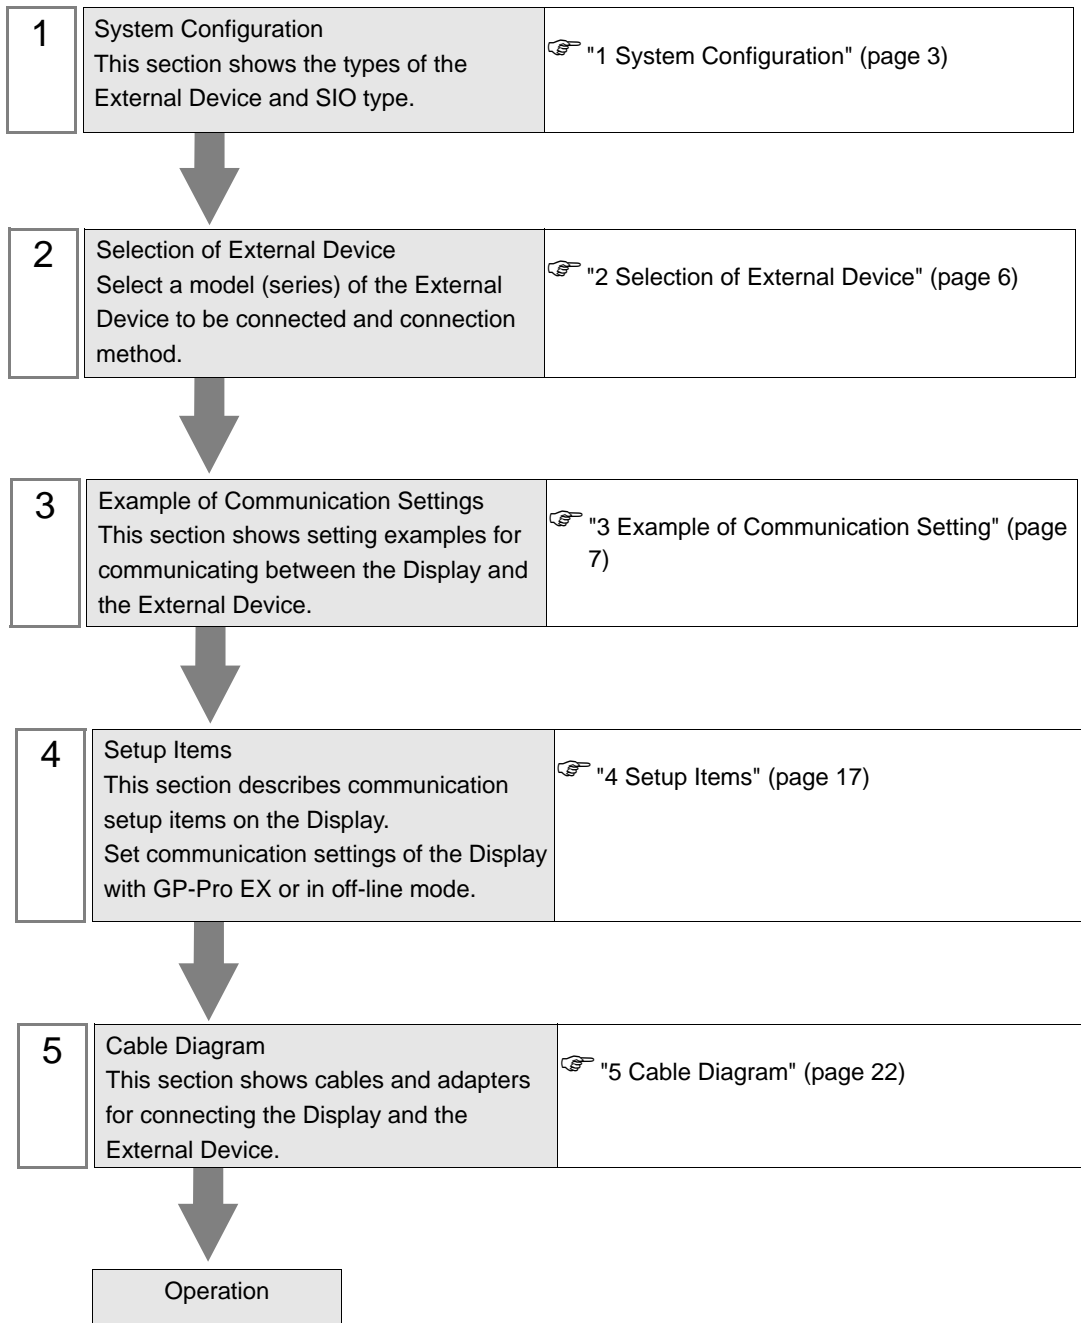 1
System Configuration
This section shows the types of the
External Device and SIO type.
"1 System Configuration" (page 3)
2
Selection of External Device
Select a model (series) of the External
Device to be connected and connection
method.
"2 Selection of External Device" (page 6)
3
Example of Communication Settings
This section shows setting examples for
communicating between the Display and
the External Device.
"3 Example of Communication Setting" (page
7)
4
Setup Items
This section describes communication
setup items on the Display.
Set communication settings of the Display
with GP-Pro EX or in off-line mode.
"4 Setup Items" (page 17)
5
Cable Diagram
This section shows cables and adapters
for connecting the Display and the
External Device.
"5 Cable Diagram" (page 22)
Operation